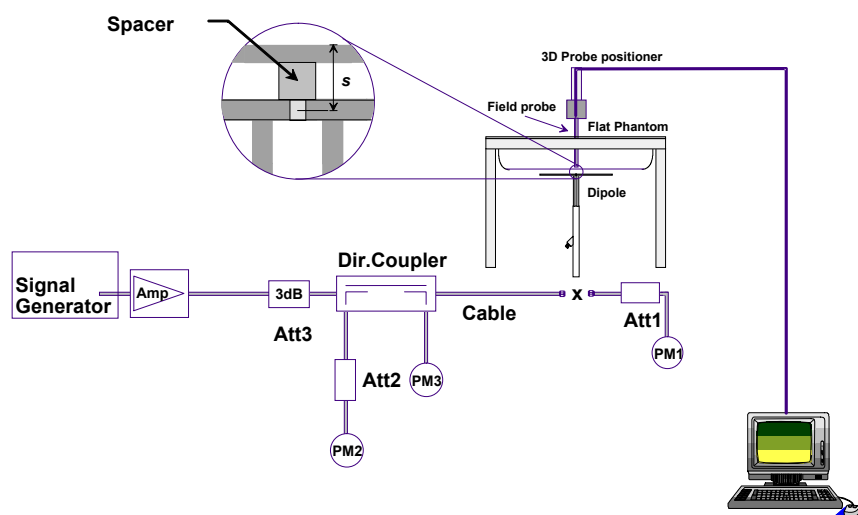 Spacer
s
3D Probe positioner
Field probe
Flat Phantom
Dipole
Signal
Generator
Amp
3dB
Att3
Dir.Coupler
Cable
x
Att1
PM1
Att2
PM3
PM2